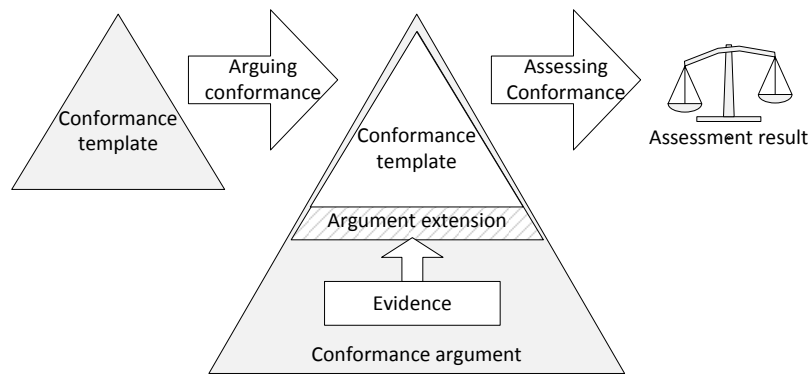 Conformance
template
Arguing
conformance
Conformance
template
Argument extension
Evidence
Conformance argument
Assessing
Conformance
Assessment result